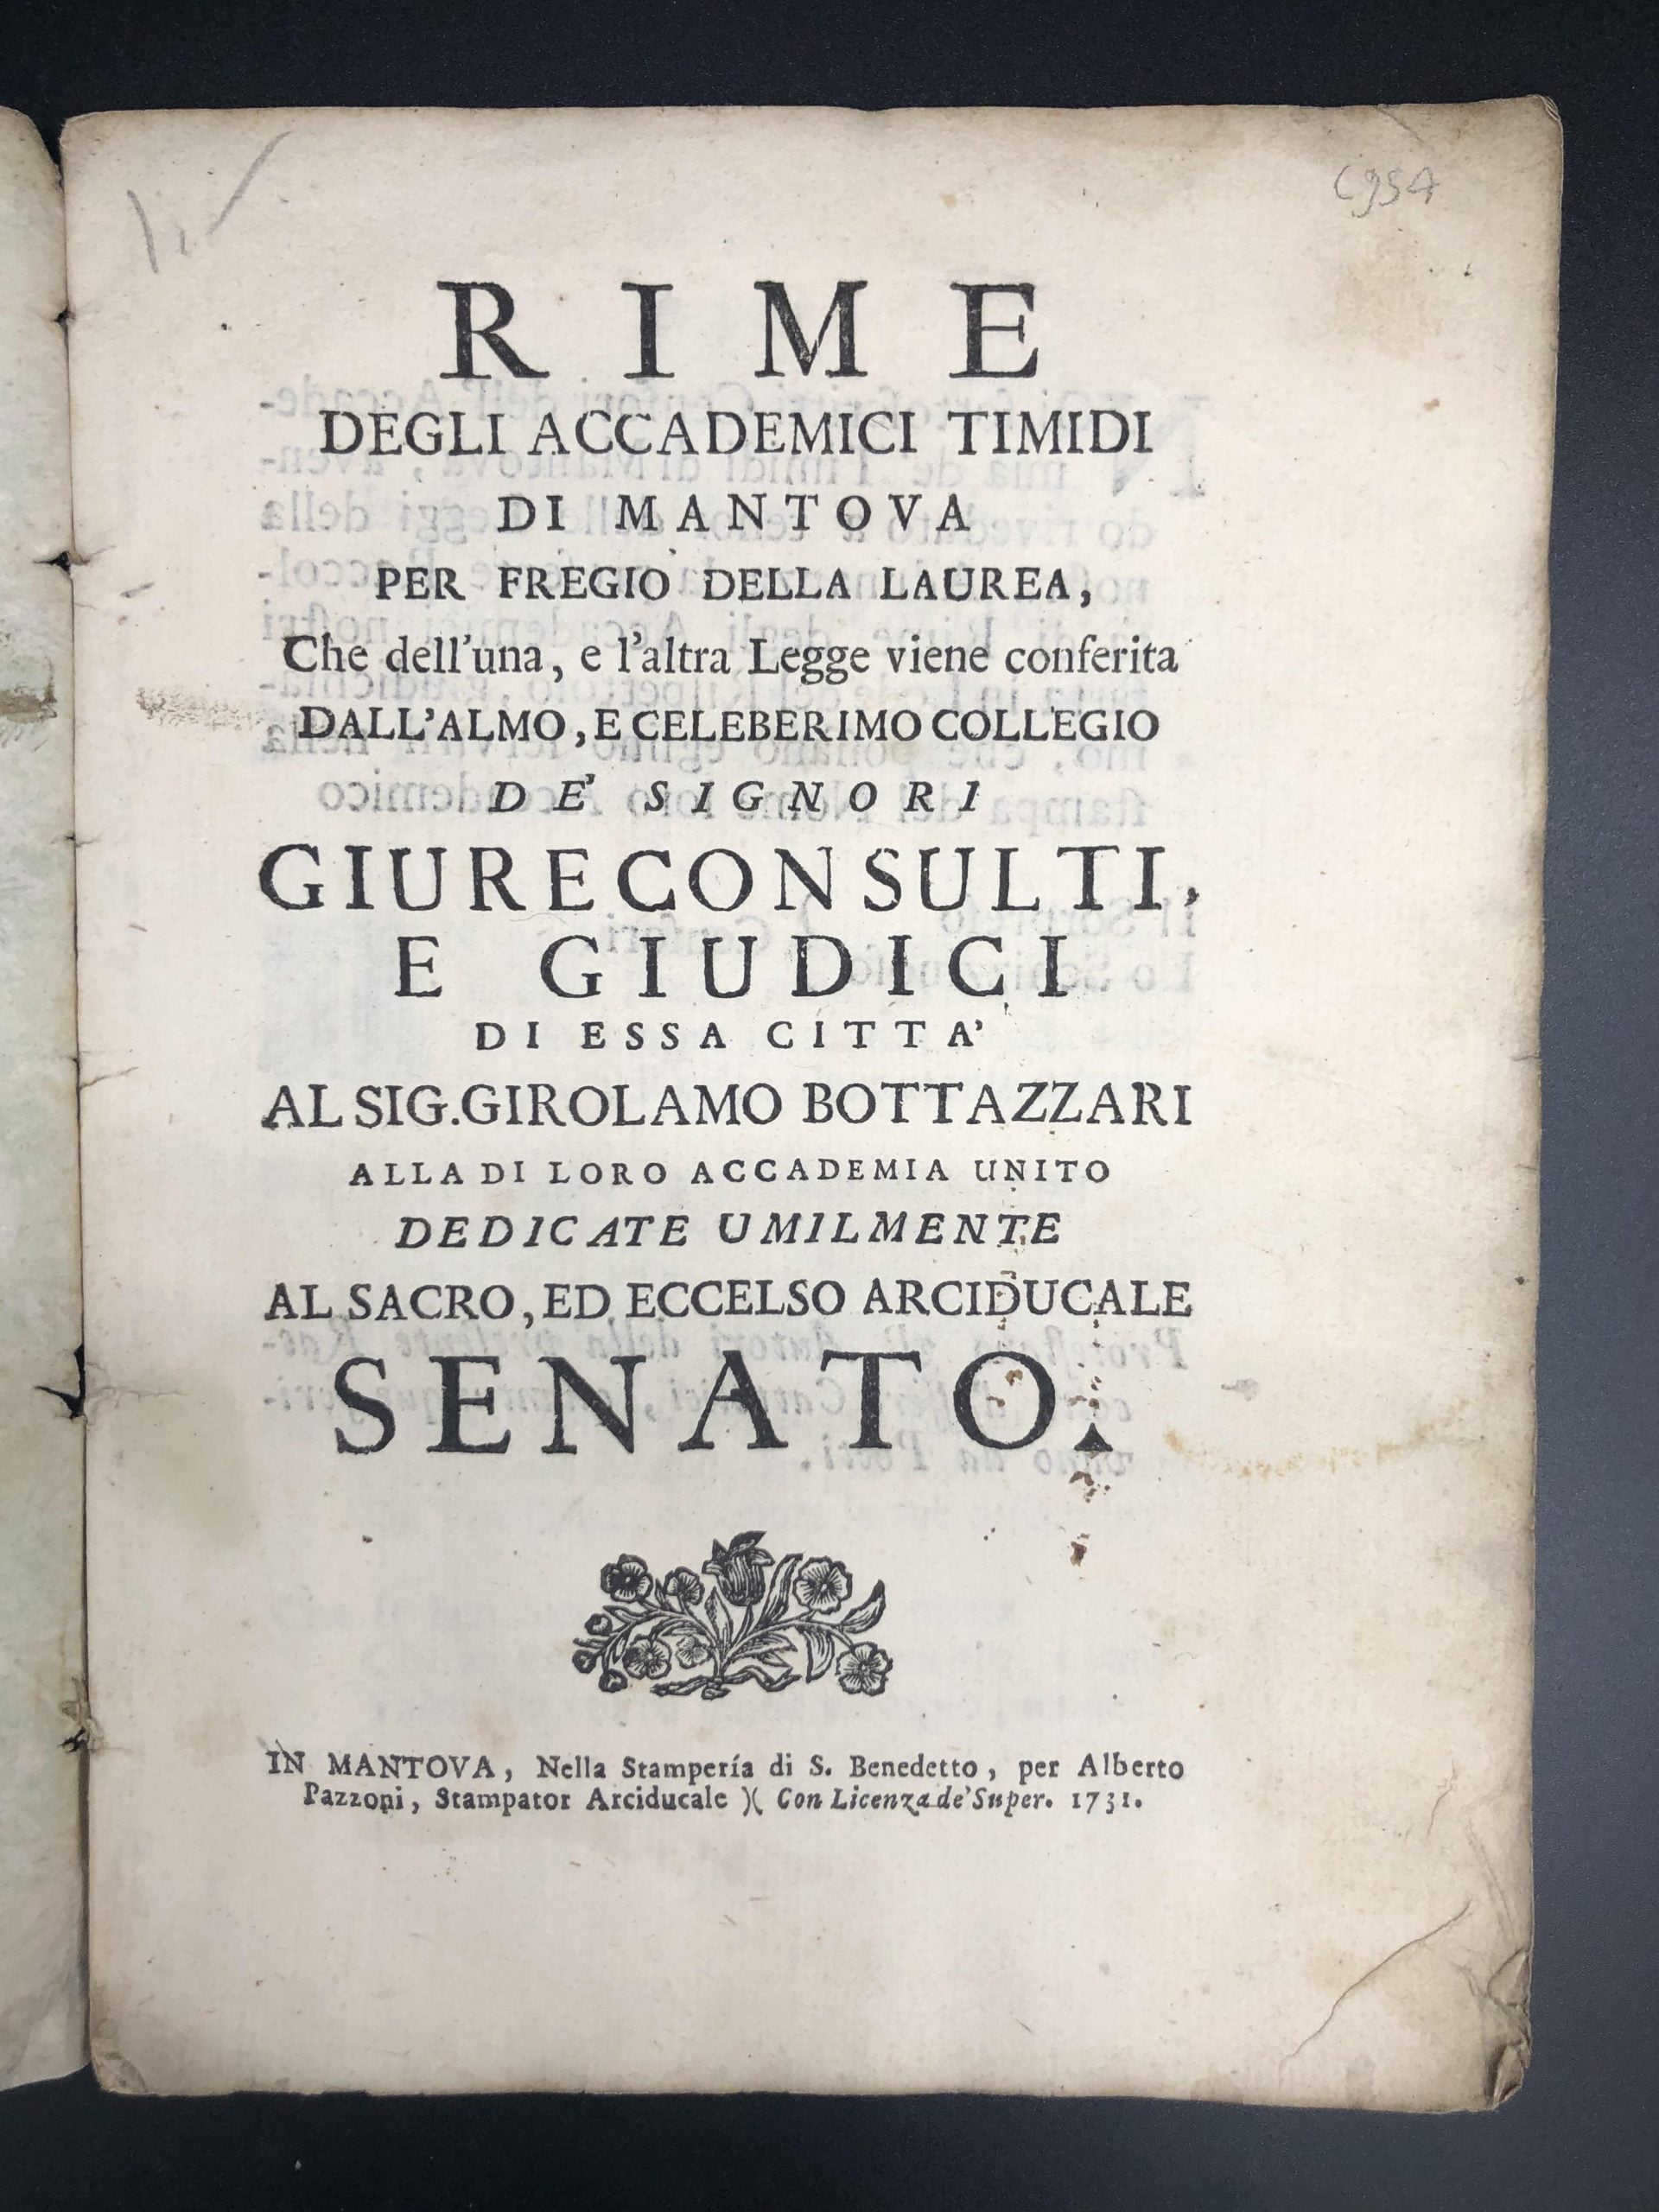 6954
RIME
DEGLI ACCADEMICI TIMIDI
DI MANTOVA
PER FREGIO DELLA LAUREA,
Che dell'una, e l'altra Legge viene conferita
DALL'ALMO, E CELEBERIMO COLLEGIO
DE' SIGNORI
GIURECONSULTI,
E GIUDICI
DI ESSA CITTA'
AL SIG. GIROLAMO BOTTAZZARI
ALLA DI LORO ACCADEMIA UNITO
DEDICATE UMILMENTE
AL SACRO, ED ECCELSO ARCIDUCALE
SENATO.
IN MANTOVA, Nella Stampería di S. Benedetto, per Alberto
Pazzoni, Stampator Arciducale )( Con Licenza de' Super. 1731.